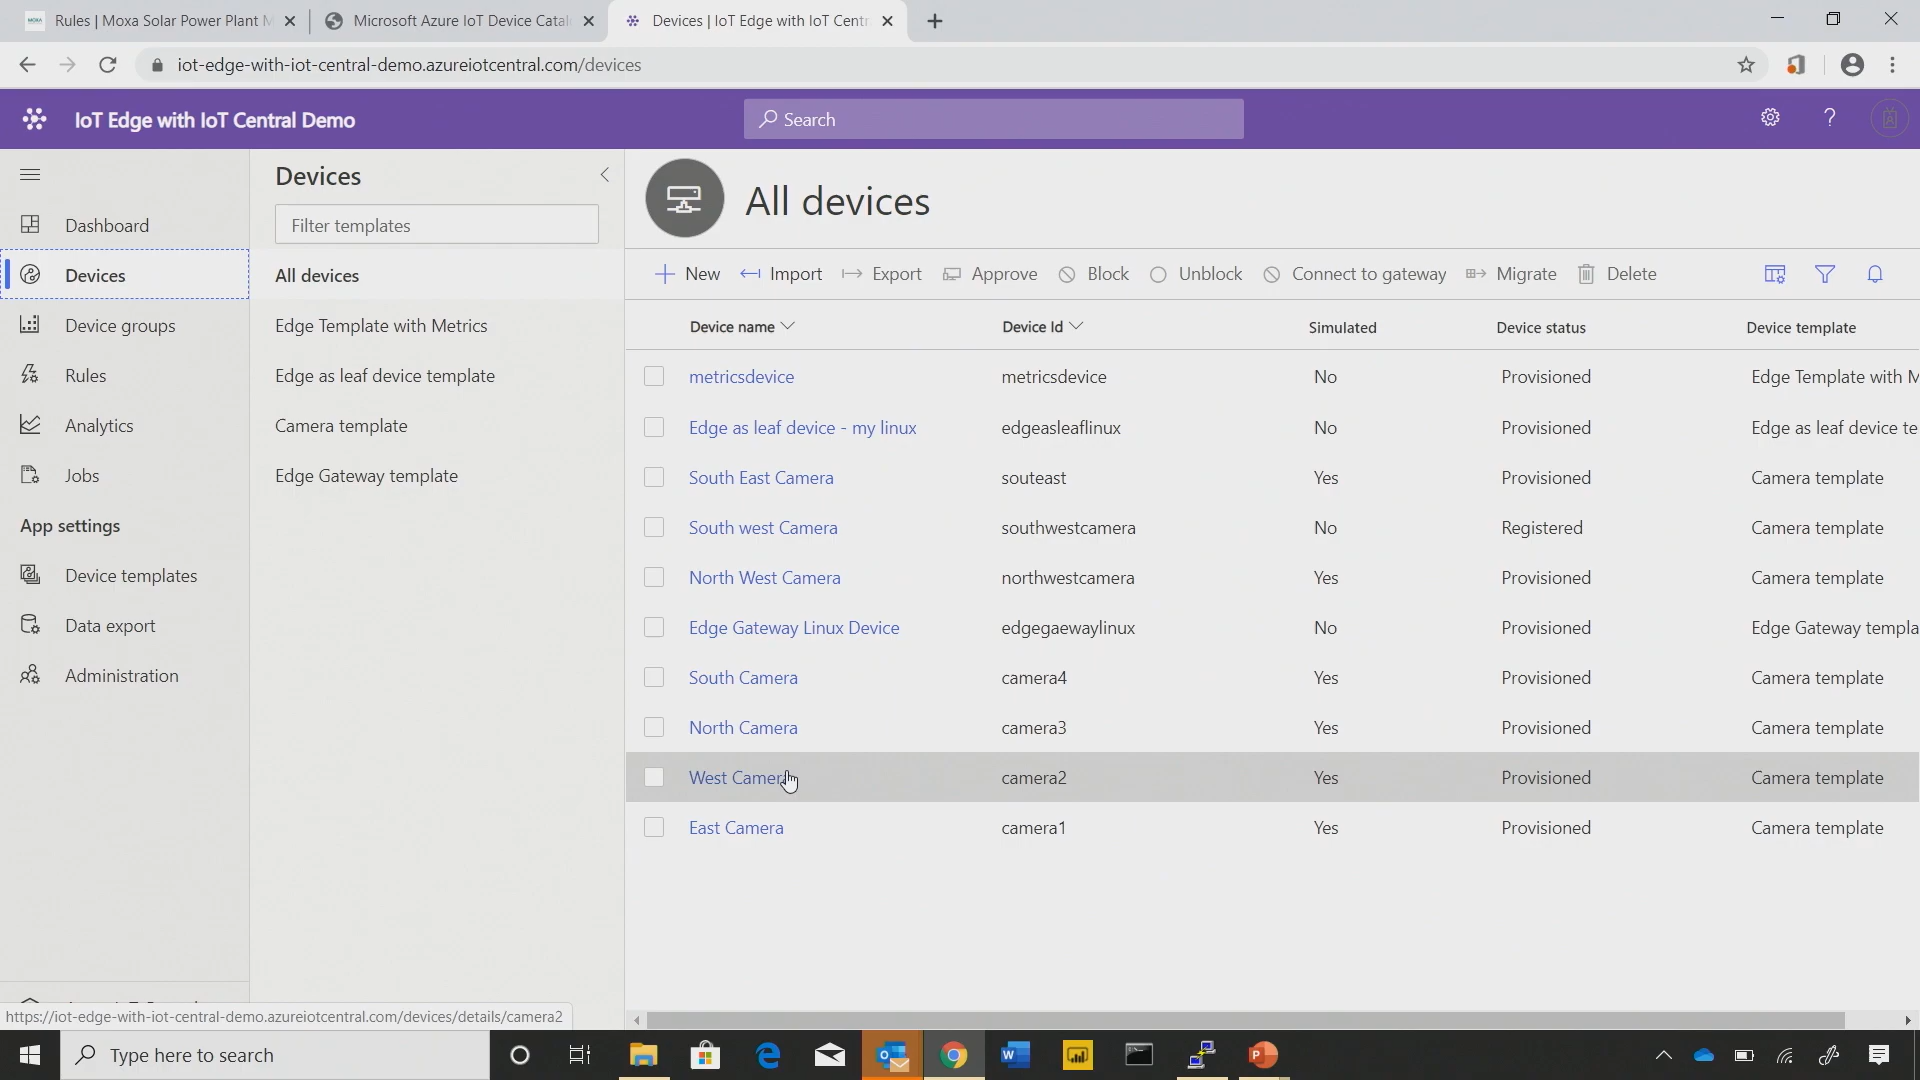 Rules | Moxa Solar Power Plant M
Microsoft Azure IoT Device Catal
Devices | IoT Edge with IoT Centr
iot-edge-with-iot-central-demo.azureiotcentral.com/devices
IoT Edge with IoT Central Demo
Search
?
Dashboard
Devices
Device groups
Rules
Analytics
Jobs
App settings
Device templates
Data export
Administration
Devices
Filter templates
All devices
Edge Template with Metrics
Edge as leaf device template
Camera template
Edge Gateway template
All devices
New Import Export Approve Block Unblock Connect to gateway Migrate Delete
Device name Device Id Simulated Device status Device template
metricsdevice metricsdevice No Provisioned Edge Template with M
Edge as leaf device - my linux edgeasleaflinux No Provisioned Edge as leaf device te
South East Camera souteast Yes Provisioned Camera template
South west Camera southwestcamera No Registered Camera template
North West Camera northwestcamera Yes Provisioned Camera template
Edge Gateway Linux Device edgegaewaylinux No Provisioned Edge Gateway templa
South Camera camera4 Yes Provisioned Camera template
North Camera camera3 Yes Provisioned Camera template
West Camera camera2 Yes Provisioned Camera template
East Camera camera1 Yes Provisioned Camera template
https://iot-edge-with-iot-central-demo.azureiotcentral.com/devices/details/camera2
Type here to search